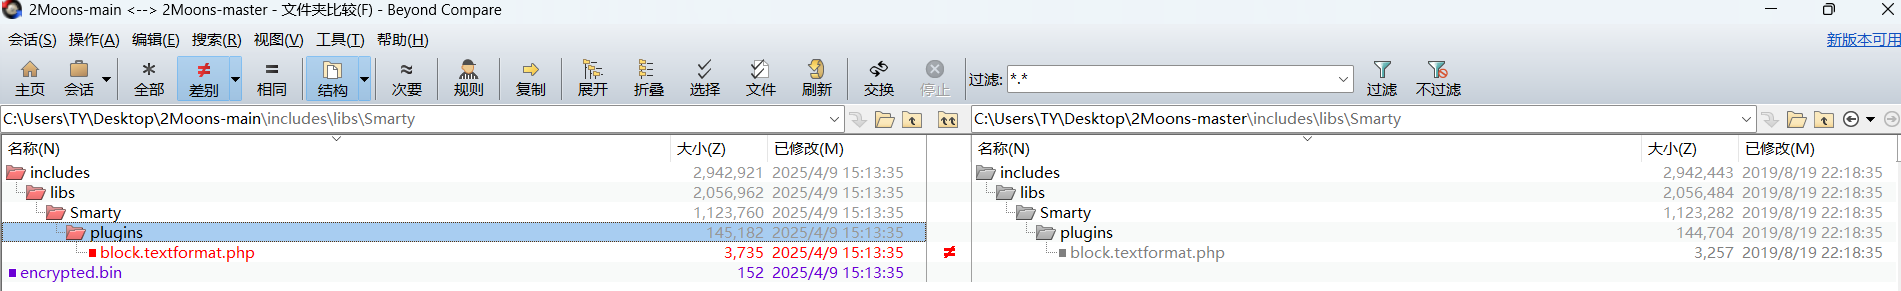 2Moons-main <--> 2Moons-master - 文件夹比较(F) - Beyond Compare
会话(S) 操作(A) 编辑(E) 搜索(R) 视图(V) 工具(T) 帮助(H) 新版本可用
主页 会话 全部 差别 相同 结构 次要 规则 复制 展开 折叠 选择 文件 刷新 交换 停止 过滤: *.* 过滤 不过滤
C:\Users\TY\Desktop\2Moons-main\includes\libs\Smarty C:\Users\TY\Desktop\2Moons-master\includes\libs\Smarty
名称(N) 大小(Z) 已修改(M) 名称(N) 大小(Z) 已修改(M)
includes 2,942,921 2025/4/9 15:13:35 includes 2,942,443 2019/8/19 22:18:35
libs 2,056,962 2025/4/9 15:13:35 libs 2,056,484 2019/8/19 22:18:35
Smarty 1,123,760 2025/4/9 15:13:35 Smarty 1,123,282 2019/8/19 22:18:35
plugins 145,182 2025/4/9 15:13:35 plugins 144,704 2019/8/19 22:18:35
block.textformat.php 3,735 2025/4/9 15:13:35 ≠ block.textformat.php 3,257 2019/8/19 22:18:35
encrypted.bin 152 2025/4/9 15:13:35